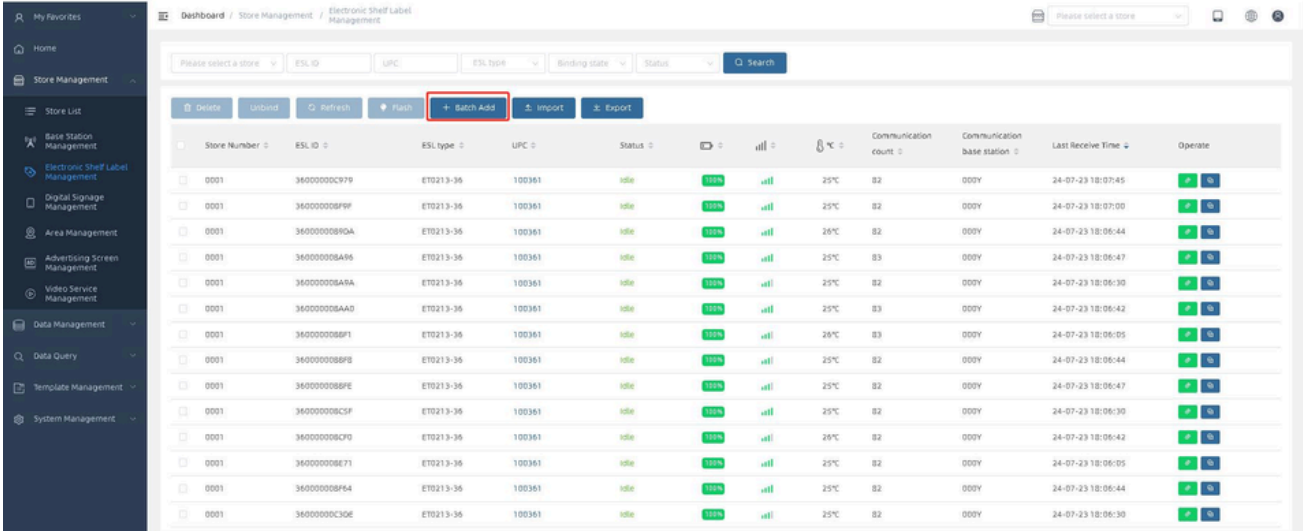 My Favorites
Dashboard / Store Management / Electronic Shelf Label Management
Please select a store
Home
Store Management
Please select a store
ESL ID
UPC
ESL type
Binding state
Status
Search
Store List
Base Station Management
Electronic Shelf Label Management
Digital Signage Management
Area Management
Advertising Screen Management
Video Service Management
Data Management
Data Query
Template Management
System Management
Delete Unbind Refresh Flash + Batch Add Import Export
Store Number ESL ID ESL type UPC Status ℃ Communication count Communication base station Last Receive Time Operate
0001 36000000C979 ET0213-36 100361 Idle 100% 25℃ 82 000Y 24-07-23 18:07:45
0001 ET0213-36 100361 Idle 100% 25℃ 82 000Y 24-07-23 18:07:00
0001 ET0213-36 100361 Idle 100% 26℃ 82 000Y 24-07-23 18:06:44
0001 360000008A96 ET0213-36 100361 Idle 100% 25℃ 83 000Y 24-07-23 18:06:47
0001 360000008A9A ET0213-36 100361 Idle 100% 25℃ 82 000Y 24-07-23 18:06:30
0001 360000008AA0 ET0213-36 100361 Idle 100% 25℃ 83 000Y 24-07-23 18:06:42
0001 ET0213-36 100361 Idle 100% 26℃ 83 000Y 24-07-23 18:06:05
0001 ET0213-36 100361 Idle 100% 25℃ 82 000Y 24-07-23 18:06:44
0001 360000008BFE ET0213-36 100361 Idle 100% 25℃ 82 000Y 24-07-23 18:06:47
0001 360000008C5F ET0213-36 100361 Idle 100% 25℃ 82 000Y 24-07-23 18:06:30
0001 360000008CF0 ET0213-36 100361 Idle 100% 26℃ 82 000Y 24-07-23 18:06:42
0001 360000008E71 ET0213-36 100361 Idle 100% 25℃ 82 000Y 24-07-23 18:06:05
0001 360000008F64 ET0213-36 100361 Idle 100% 25℃ 82 000Y 24-07-23 18:06:44
0001 ET0213-36 100361 Idle 100% 25℃ 82 000Y 24-07-23 18:06:30